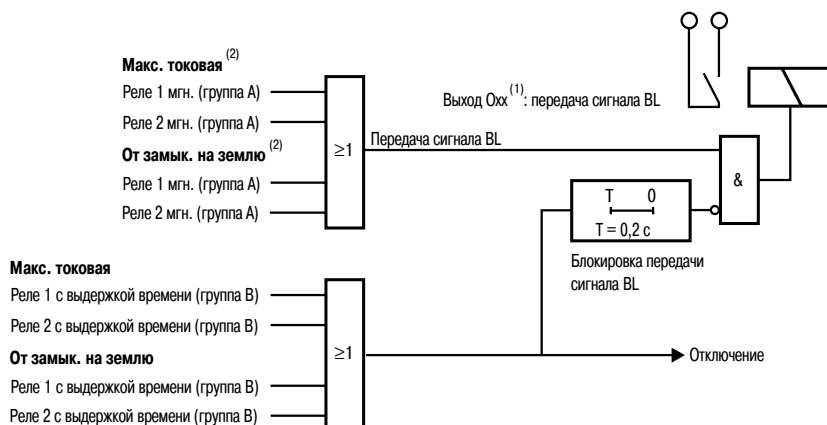 Макс. токовая (2)
Реле 1 мгн. (группа A)
Реле 2 мгн. (группа A)
От замык. на землю (2)
Реле 1 мгн. (группа A)
Реле 2 мгн. (группа A)
≥1
Передача сигнала BL
Выход Oxx (1): передача сигнала BL
&
T 0
T = 0,2 с
Блокировка передачи
сигнала BL
Макс. токовая
Реле 1 с выдержкой времени (группа B)
Реле 2 с выдержкой времени (группа B)
От замык. на землю
Реле 1 с выдержкой времени (группа B)
Реле 2 с выдержкой времени (группа B)
≥1
Отключение